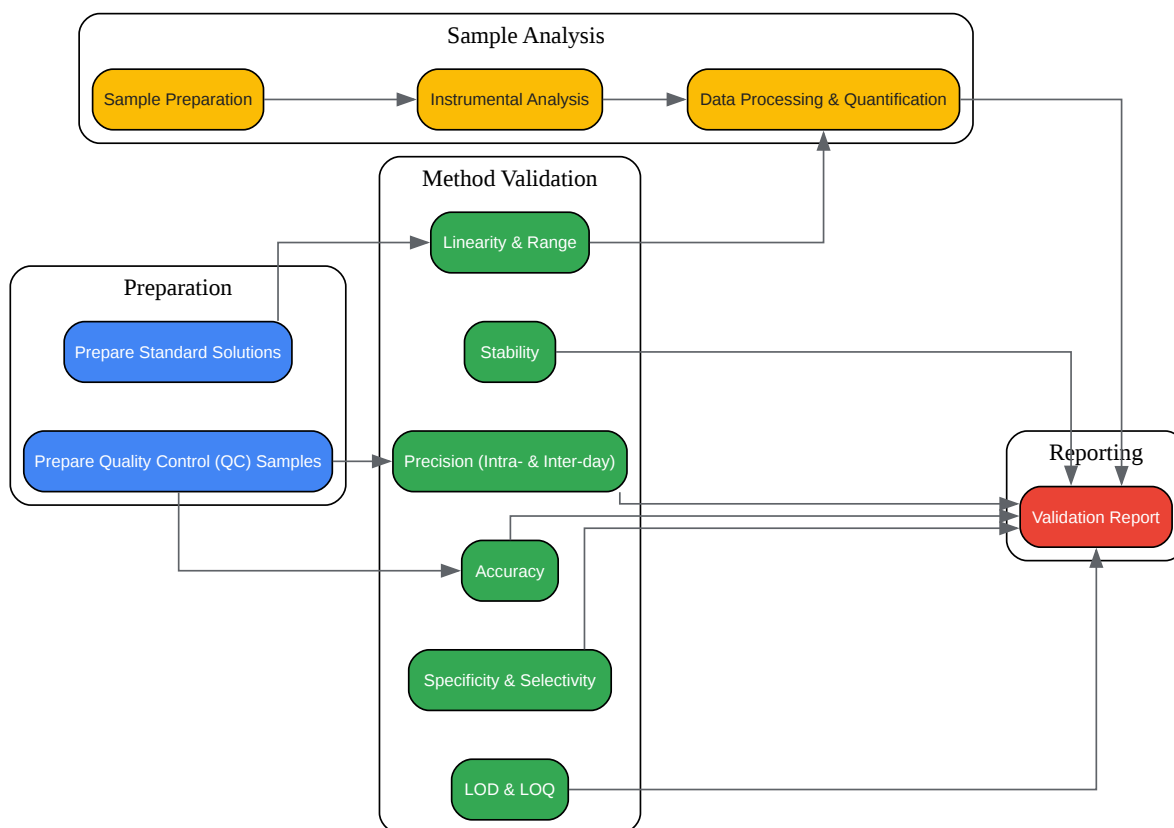 Sample Analysis
Sample Preparation
Instrumental Analysis
Data Processing & Quantification
Method Validation
Linearity & Range
Preparation
Prepare Standard Solutions
Stability
Prepare Quality Control (QC) Samples
Precision (Intra- & Inter-day)
Reporting
Validation Report
Accuracy
Specificity & Selectivity
LOD & LOQ